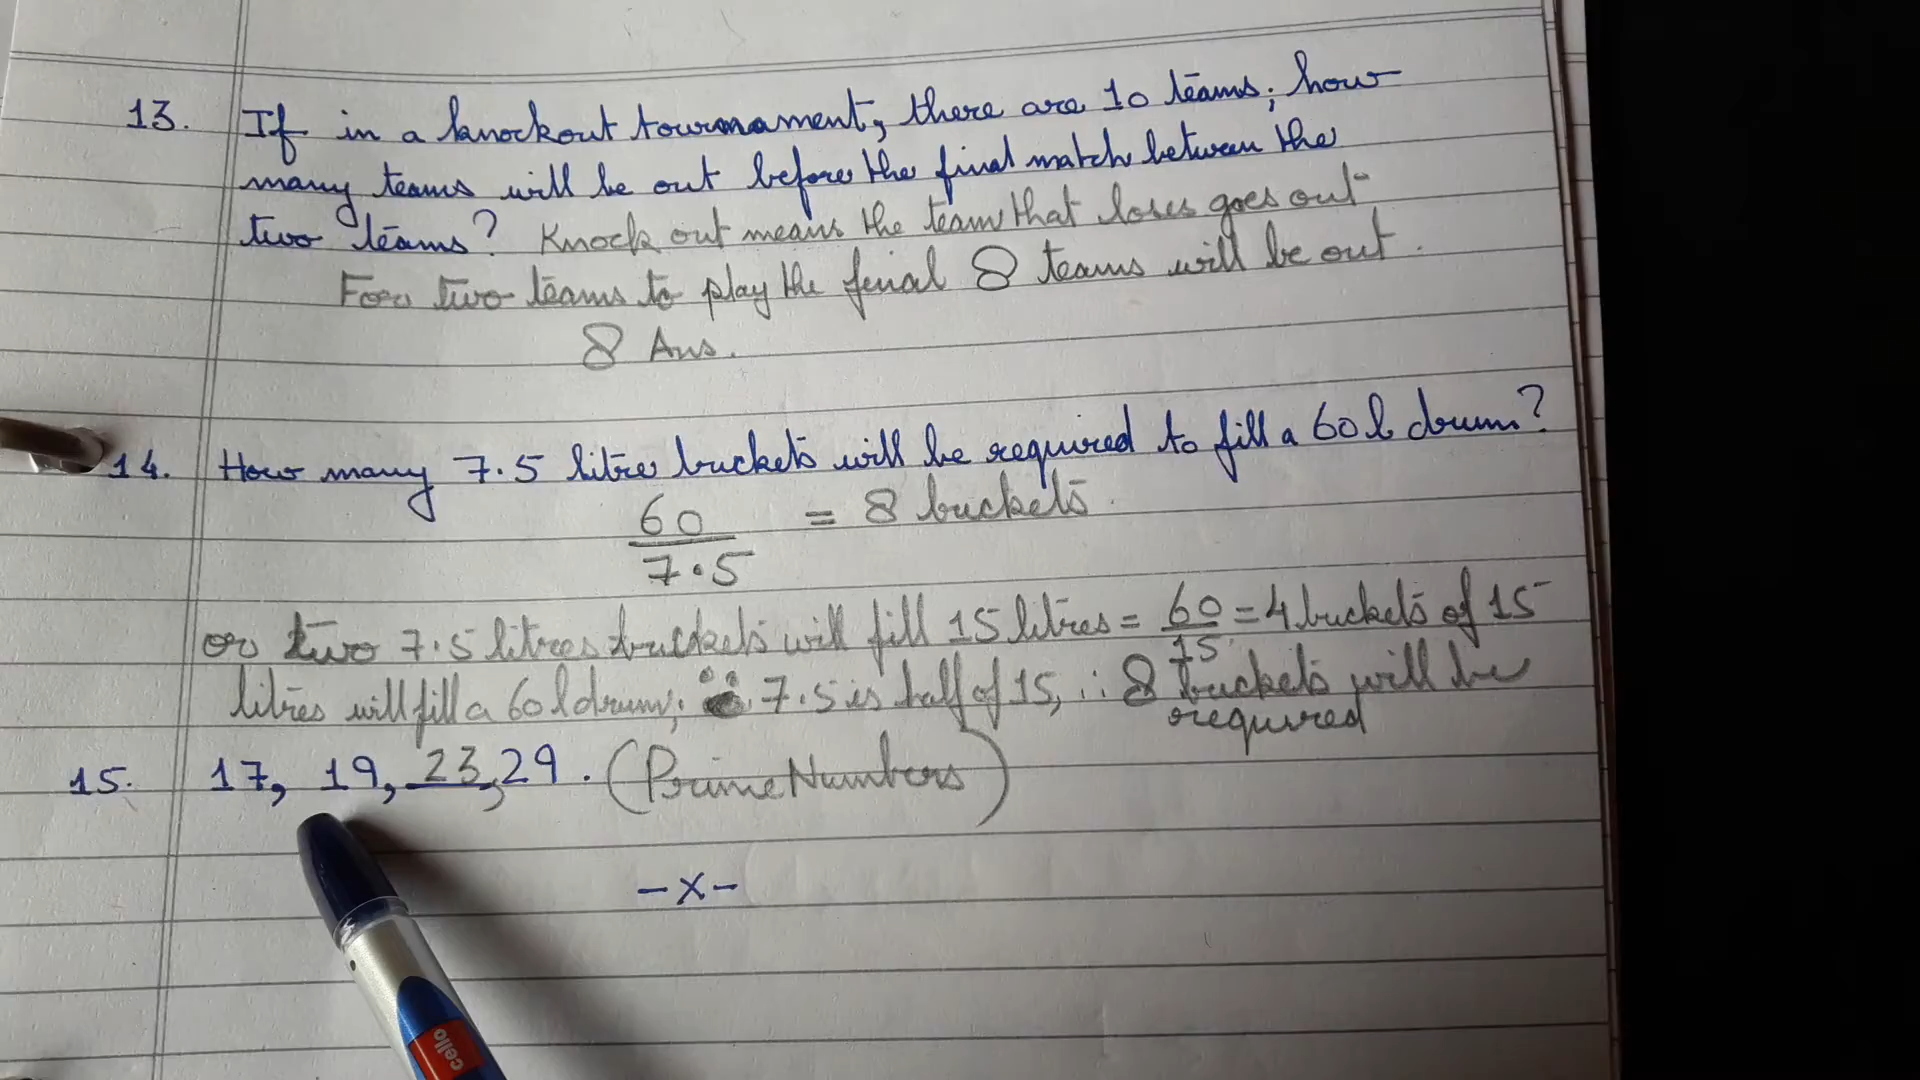 13. If in a knockout tournament, there are 10 teams; how
many teams will be out before the final match between the
two teams? Knock out means the team that loses goes out
For two teams to play the final 8 teams will be out.
8 Ans.
14. How many 7.5 litre buckets will be required to fill a 60 l drum?
60 = 8 buckets.
7.5
or two 7.5 litres buckets will fill 15 litres = 60/15 = 4 buckets of 15
litres will fill a 60 l drum, ∵ 7.5 is half of 15, ∴ 8 buckets will be
required
15. 17, 19, 23, 29. (Prime Numbers)
-x-
cello